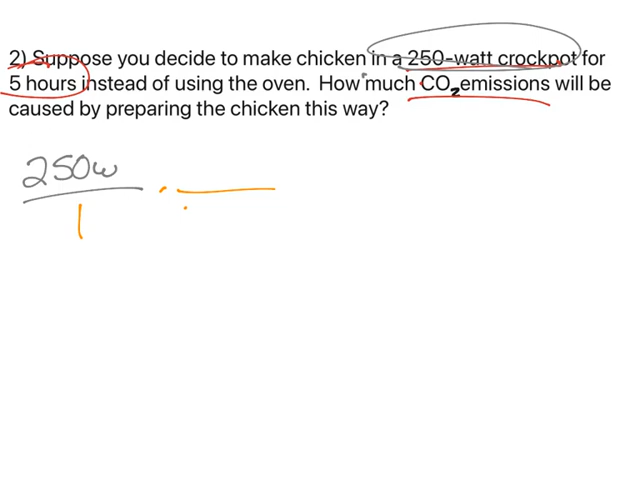 2) Suppose you decide to make chicken in a 250-watt crockpot for
5 hours instead of using the oven. How much CO₂ emissions will be
caused by preparing the chicken this way?
250w
1